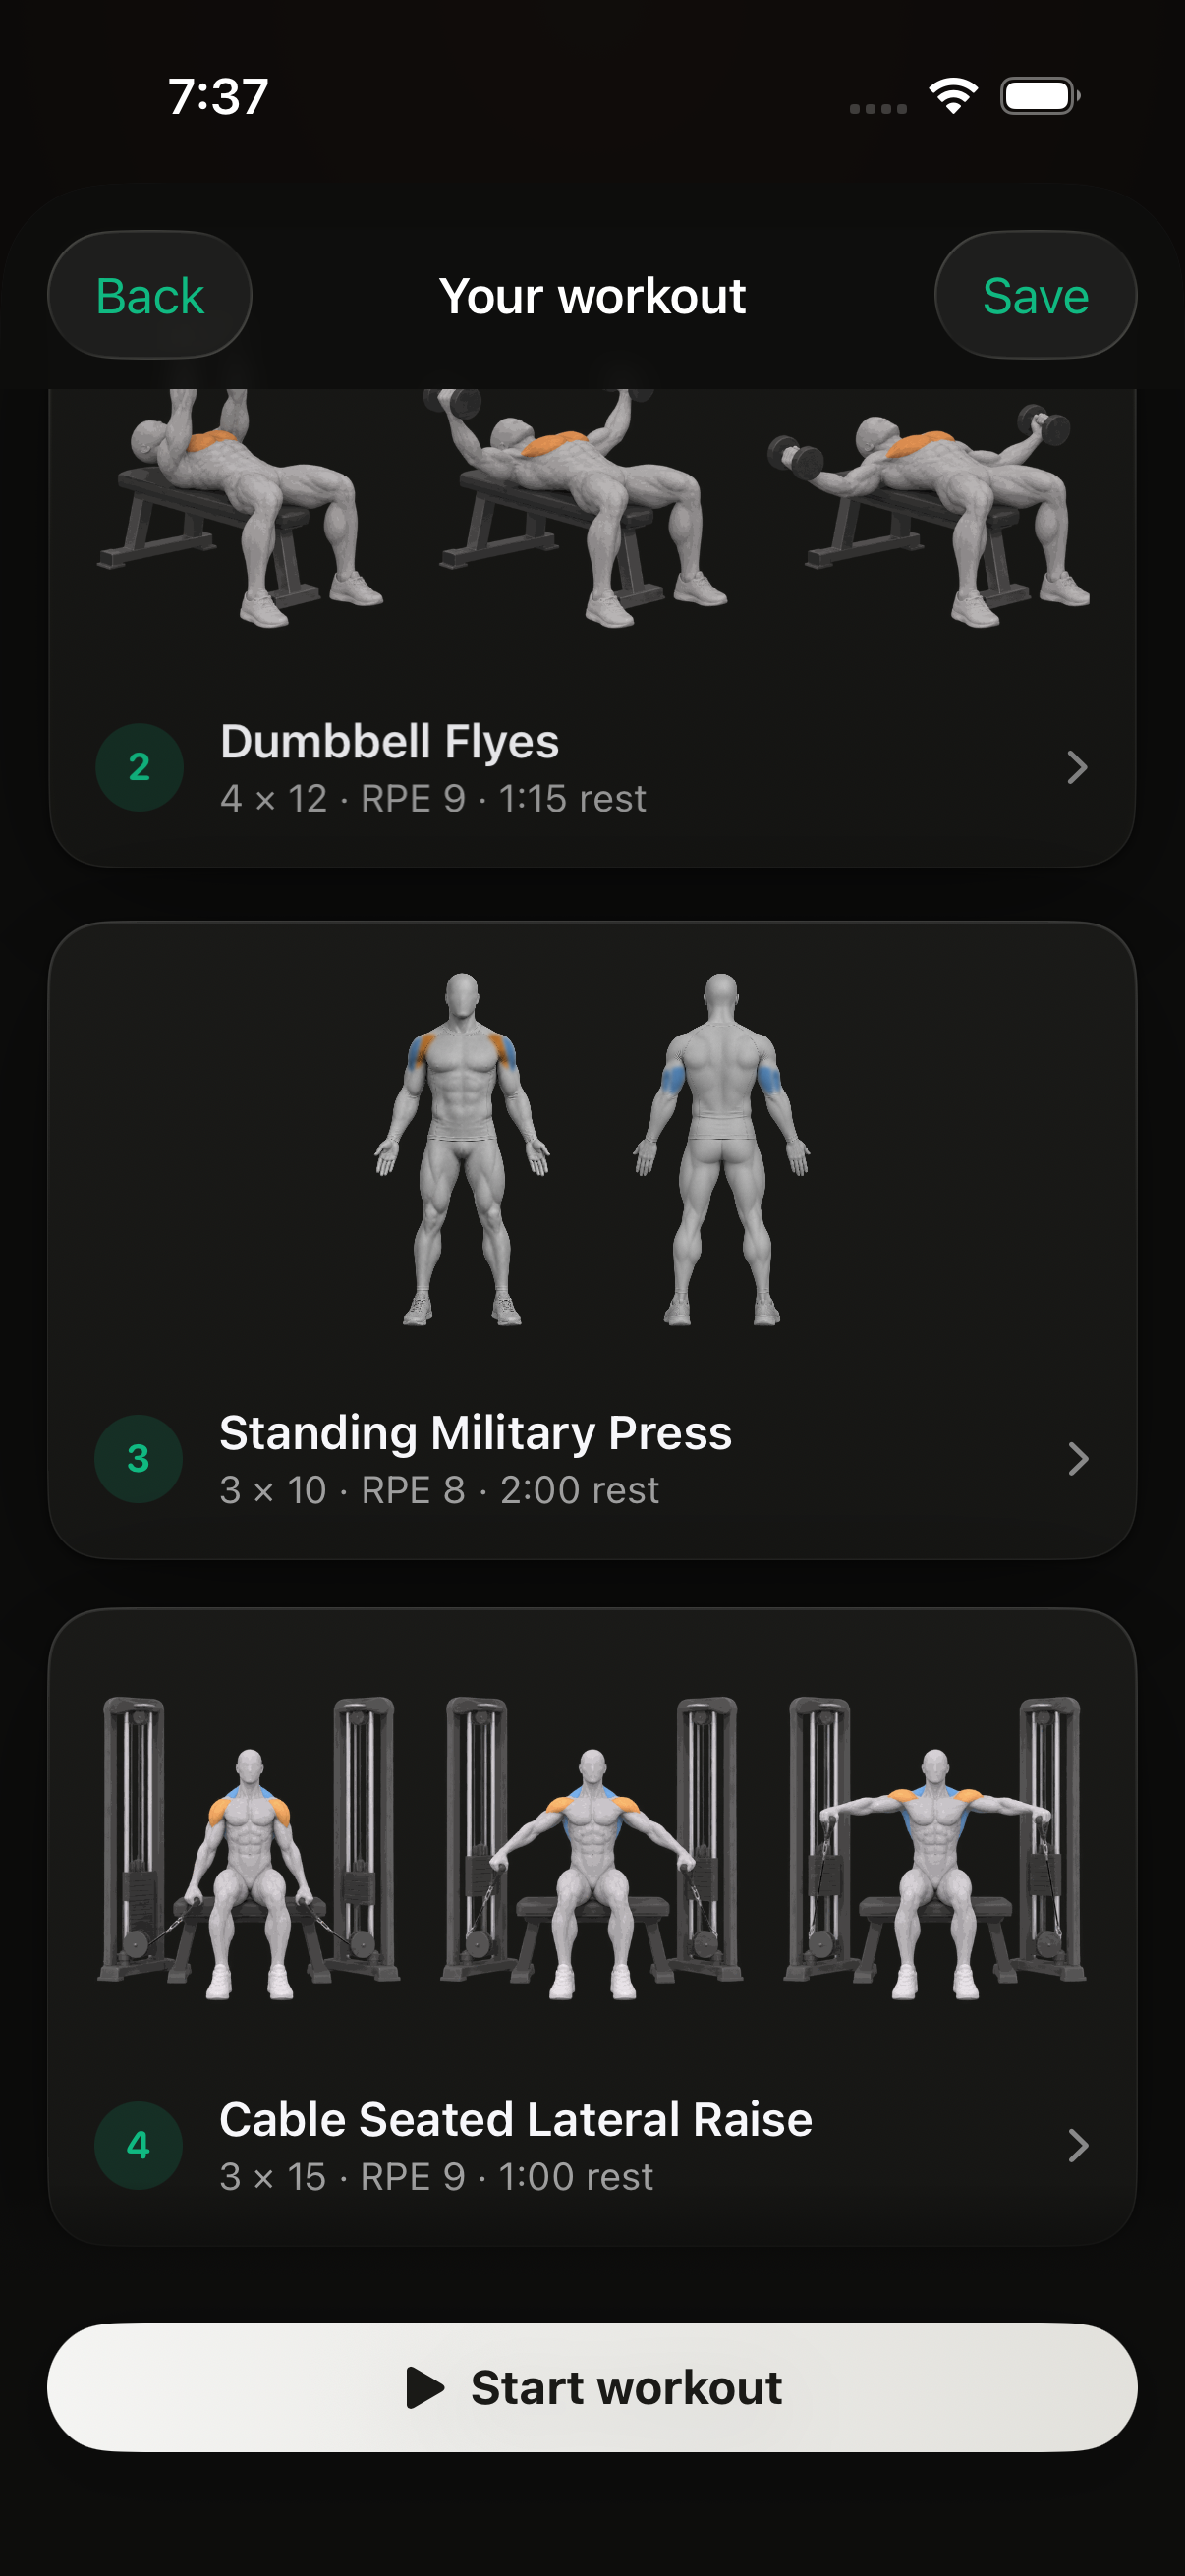 7:37
Back
Your workout
Save
2
Dumbbell Flyes
4 × 12 · RPE 9 · 1:15 rest
3
Standing Military Press
3 × 10 · RPE 8 · 2:00 rest
4
Cable Seated Lateral Raise
3 × 15 · RPE 9 · 1:00 rest
Start workout